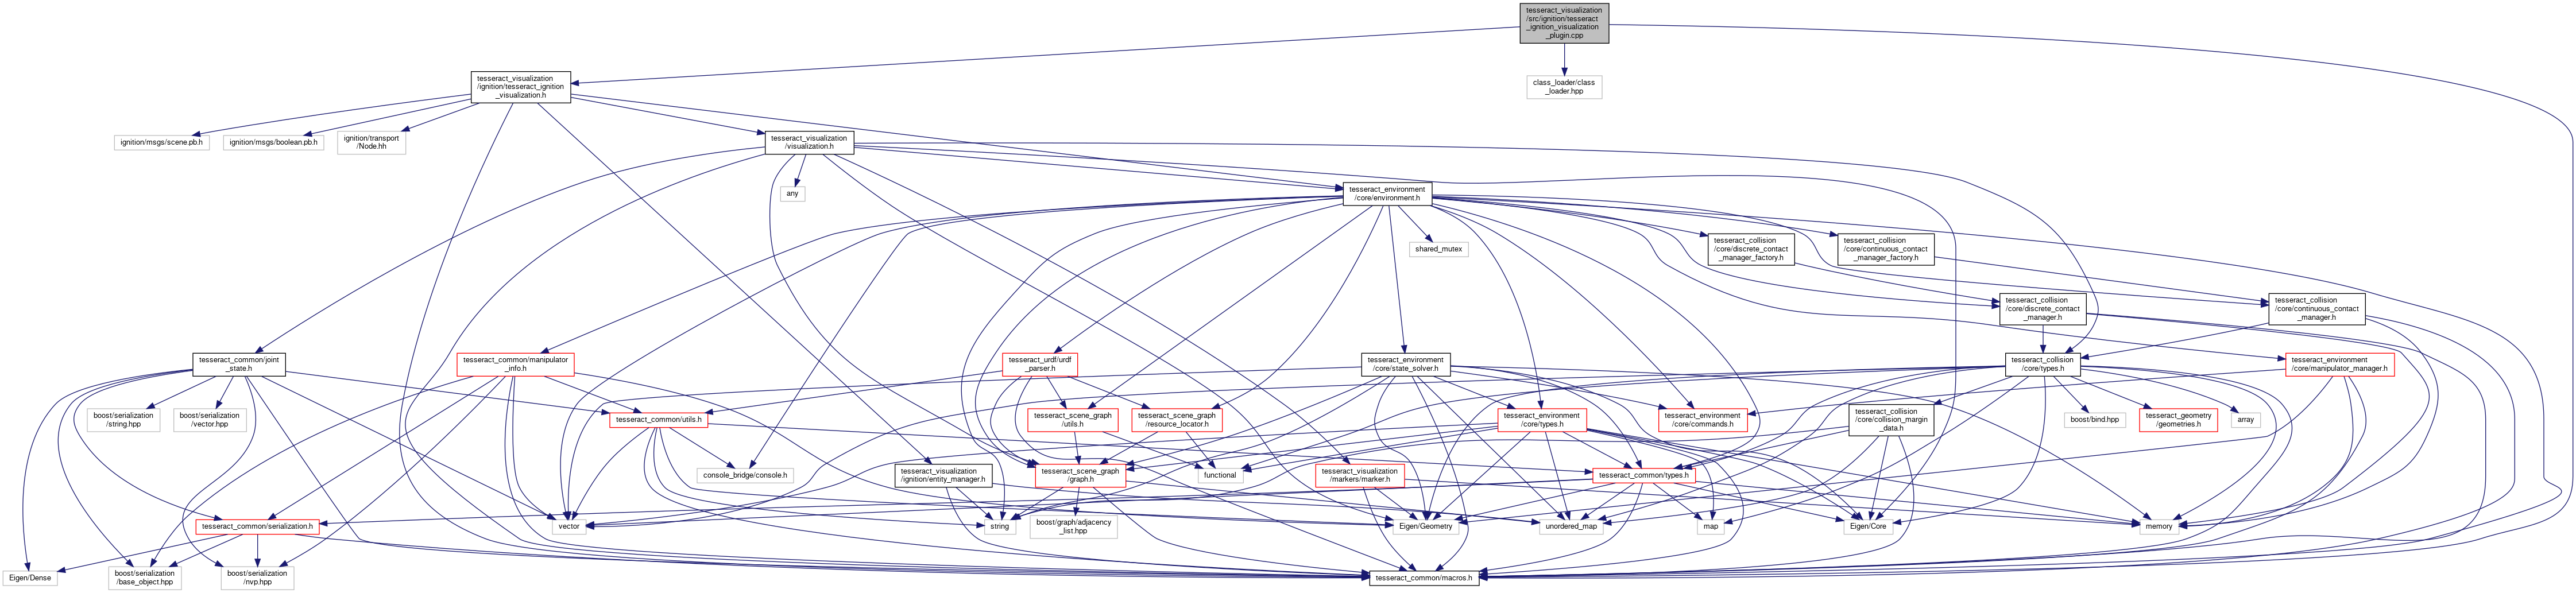 tesseract_visualization
/src/ignition/tesseract
_ignition_visualization
_plugin.cpp
tesseract_visualization
/ignition/tesseract_ignition
_visualization.h
class_loader/class
_loader.hpp
ignition/msgs/scene.pb.h
ignition/msgs/boolean.pb.h
ignition/transport
/Node.hh
tesseract_visualization
/visualization.h
any
tesseract_environment
/core/environment.h
shared_mutex
tesseract_collision
/core/discrete_contact
_manager_factory.h
tesseract_collision
/core/continuous_contact
_manager_factory.h
tesseract_collision
/core/discrete_contact
_manager.h
tesseract_collision
/core/continuous_contact
_manager.h
tesseract_common/joint
_state.h
tesseract_common/manipulator
_info.h
tesseract_urdf/urdf
_parser.h
tesseract_environment
/core/state_solver.h
tesseract_collision
/core/types.h
tesseract_environment
/core/manipulator_manager.h
boost/serialization
/string.hpp
boost/serialization
/vector.hpp
tesseract_common/utils.h
tesseract_scene_graph
/utils.h
tesseract_scene_graph
/resource_locator.h
tesseract_environment
/core/types.h
tesseract_environment
/core/commands.h
tesseract_collision
/core/collision_margin
_data.h
boost/bind.hpp
tesseract_geometry
/geometries.h
array
console_bridge/console.h
tesseract_visualization
/ignition/entity_manager.h
tesseract_scene_graph
/graph.h
functional
tesseract_visualization
/markers/marker.h
tesseract_common/types.h
tesseract_common/serialization.h
vector
string
boost/graph/adjacency
_list.hpp
Eigen/Geometry
unordered_map
map
Eigen/Core
memory
Eigen/Dense
boost/serialization
/base_object.hpp
boost/serialization
/nvp.hpp
tesseract_common/macros.h